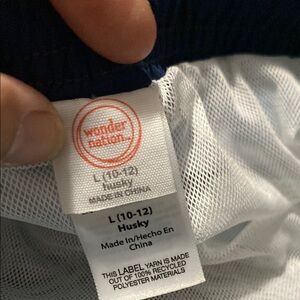 wonder
nation™
L (10-12)
husky
MADE IN CHINA
L (10-12)
Husky
Made In/Hecho En
China
THIS LABEL YARN IS MADE
OUT OF 100% RECYCLED
POLYESTER MATERIALS